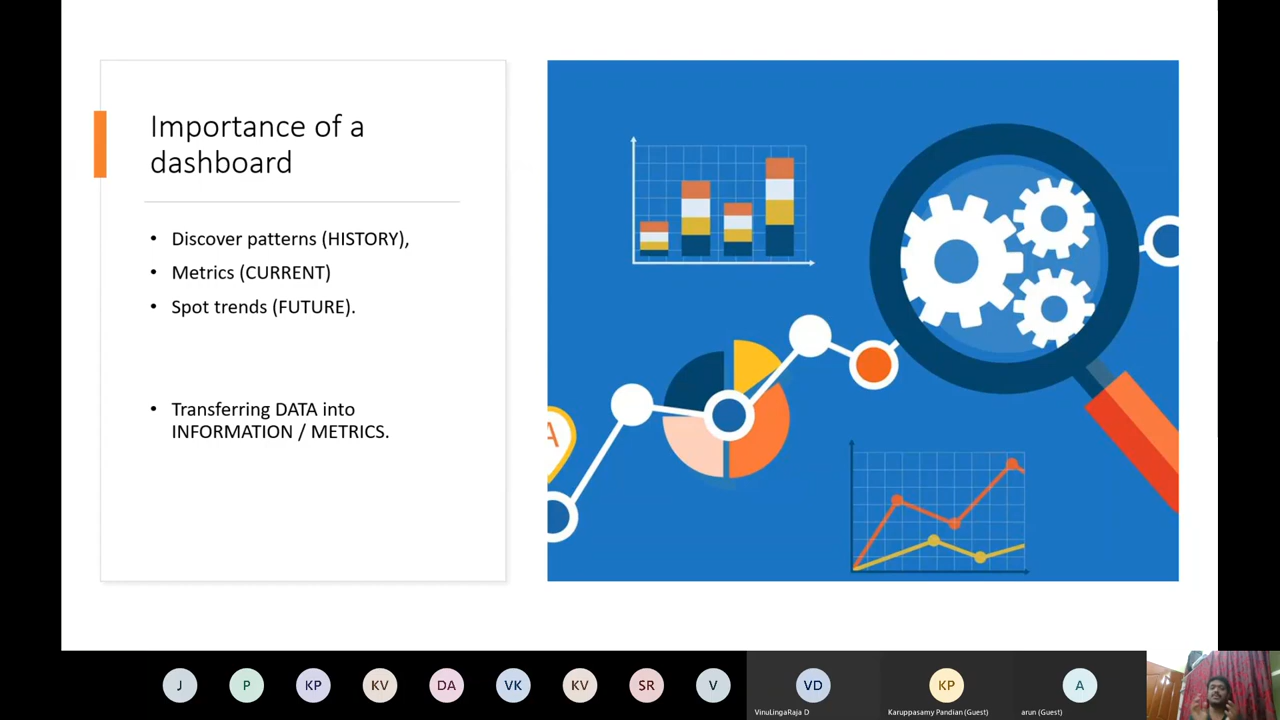 Importance of a
dashboard
• Discover patterns (HISTORY),
• Metrics (CURRENT)
• Spot trends (FUTURE).
• Transferring DATA into
INFORMATION / METRICS.
A
J
P
KP
KV
DA
VK
KV
SR
V
VD
KP
A
VinuLingaRaja D
Karuppasamy Pandian (Guest)
arun (Guest)